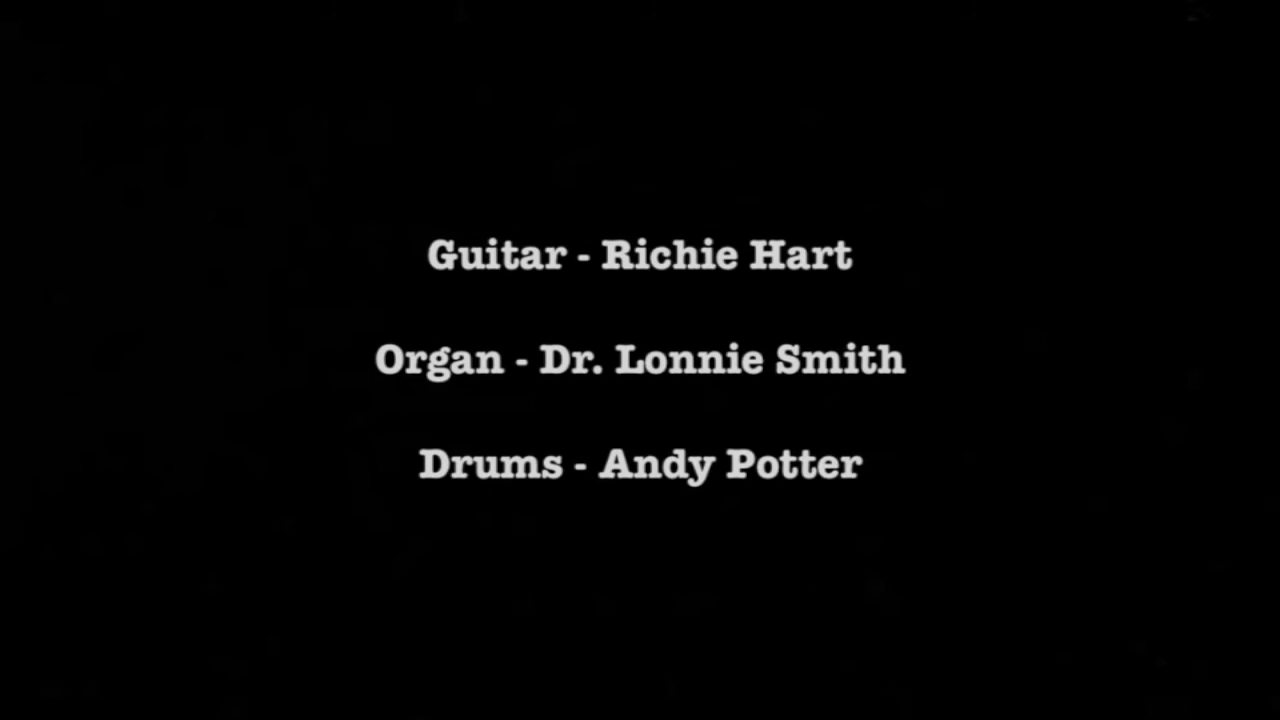 Guitar - Richie Hart
Organ - Dr. Lonnie Smith
Drums - Andy Potter